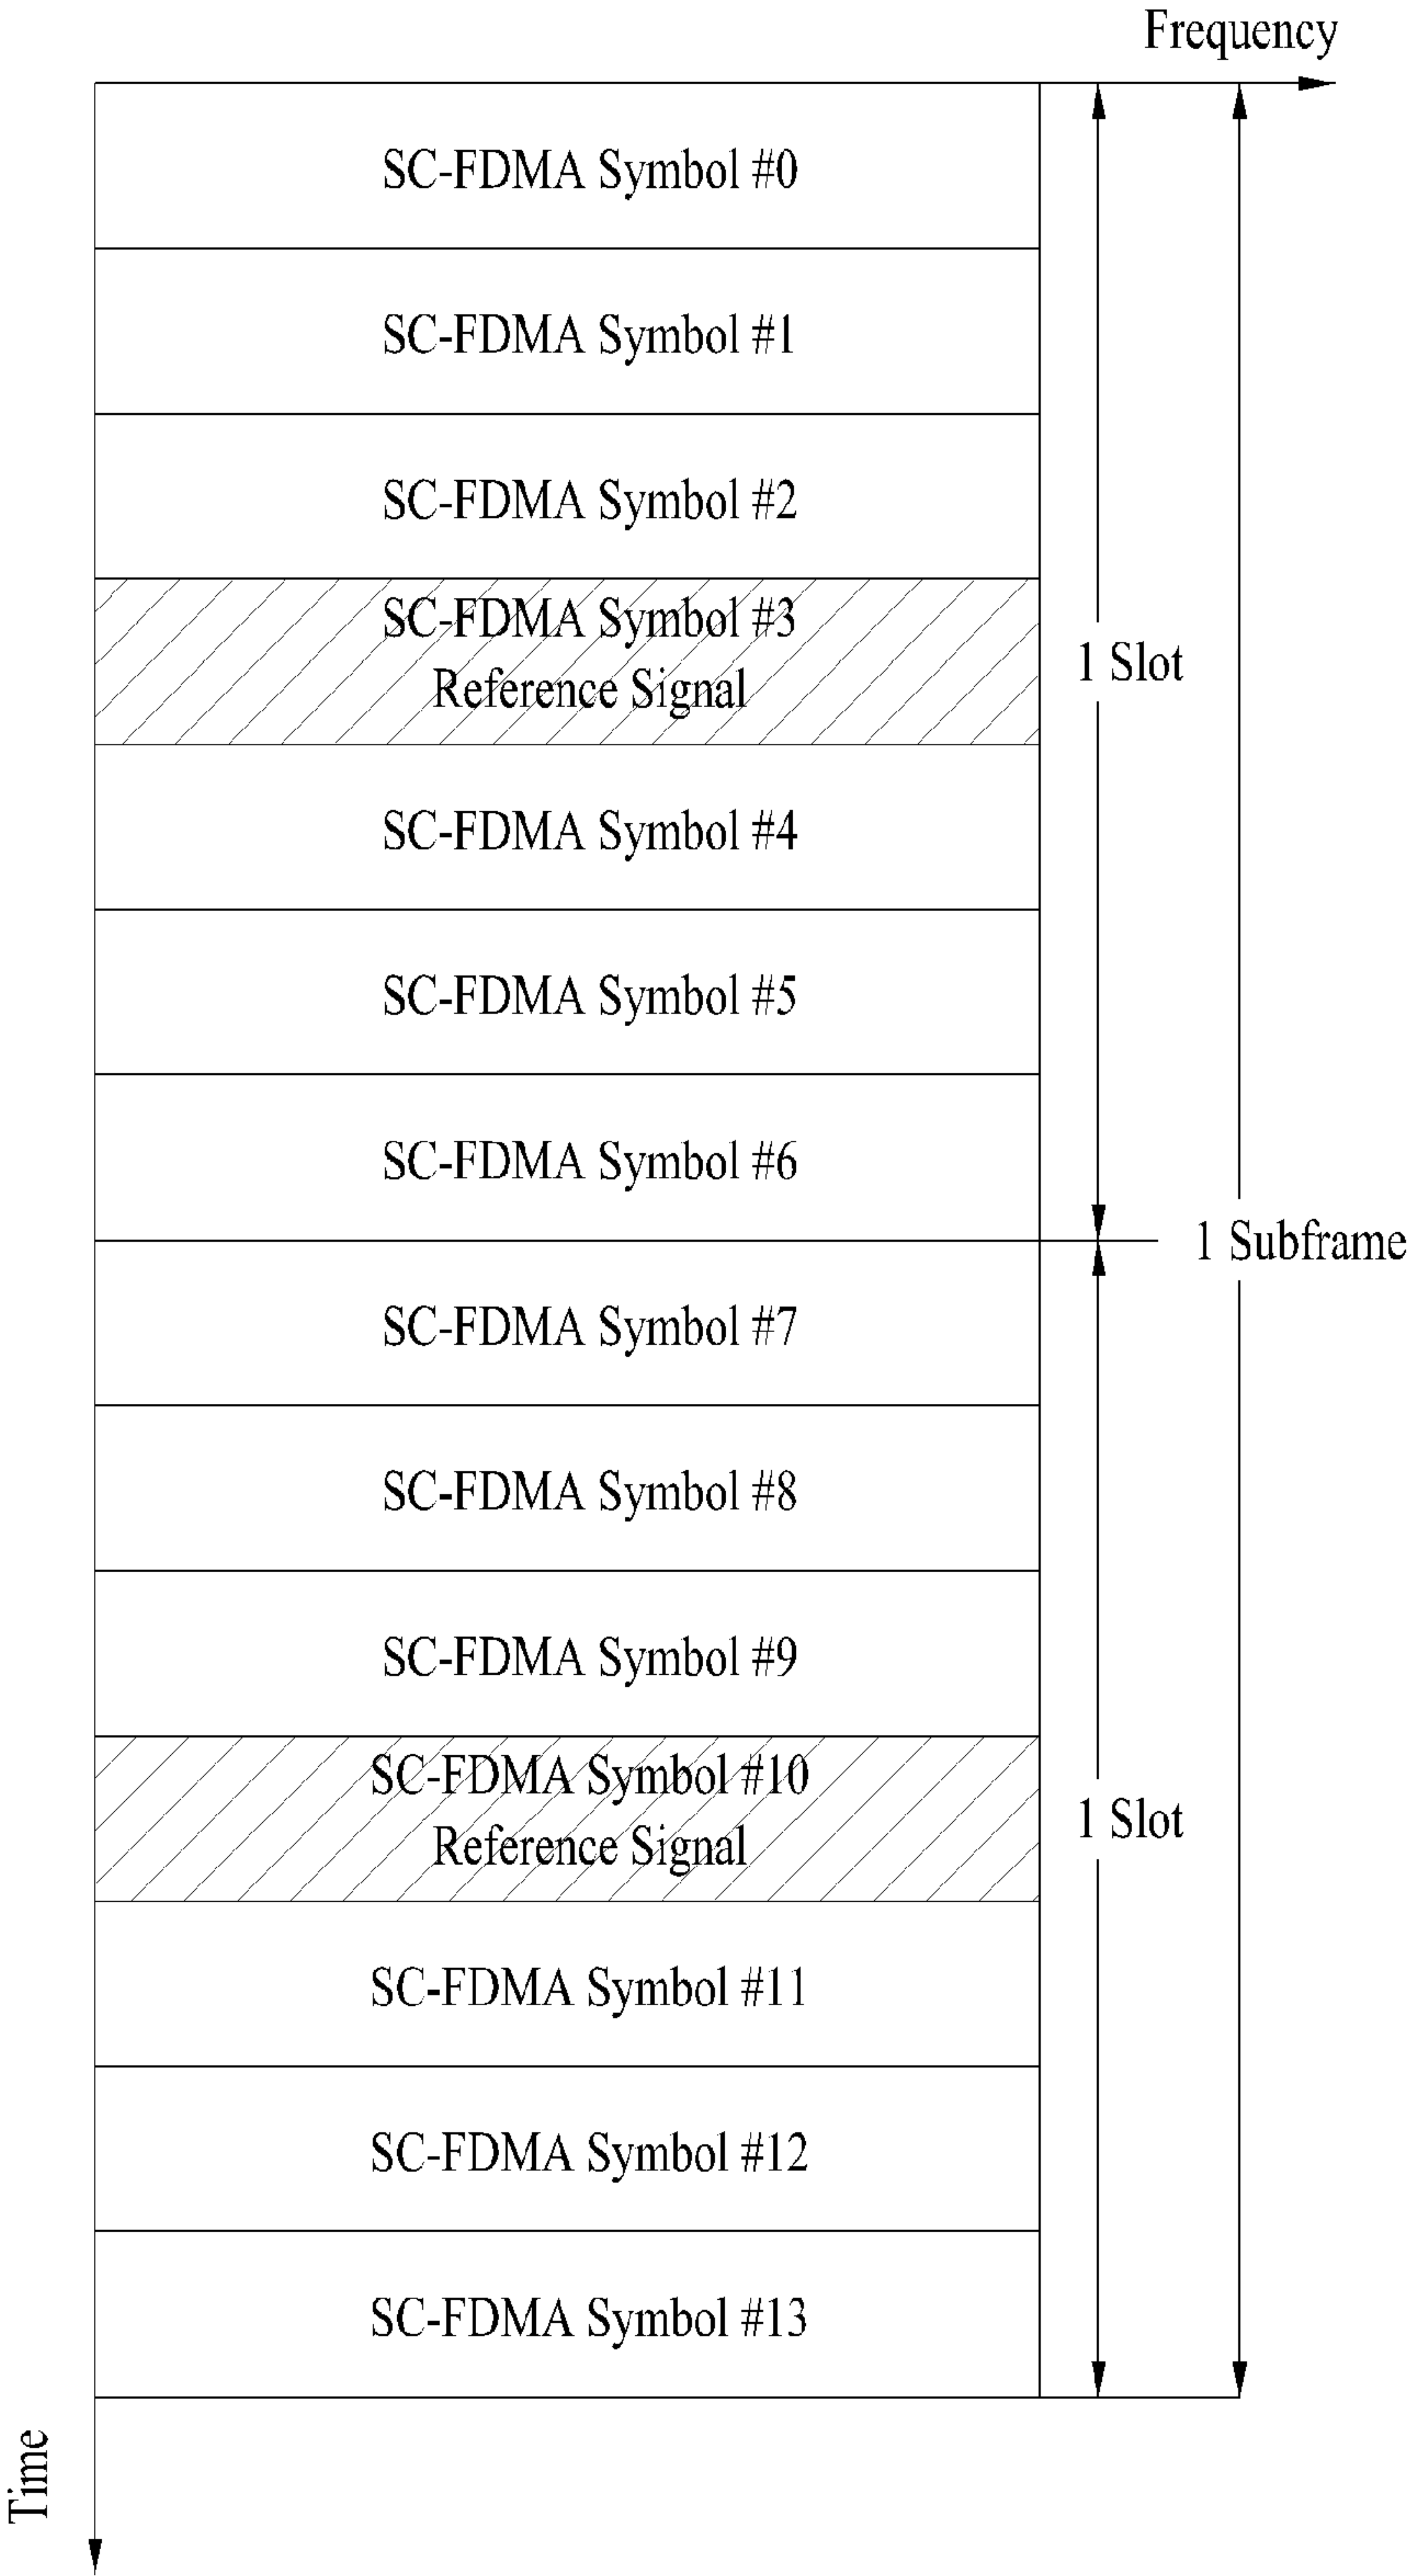 Frequency
SC-FDMA Symbol #0
SC-FDMA Symbol #1
SC-FDMA Symbol #2
SC-FDMA Symbol #3
Reference Signal
1 Slot
SC-FDMA Symbol #4
SC-FDMA Symbol #5
SC-FDMA Symbol #6
1 Subframe
SC-FDMA Symbol #7
SC-FDMA Symbol #8
SC-FDMA Symbol #9
SC-FDMA Symbol #10
Reference Signal
1 Slot
SC-FDMA Symbol #11
SC-FDMA Symbol #12
SC-FDMA Symbol #13
Time